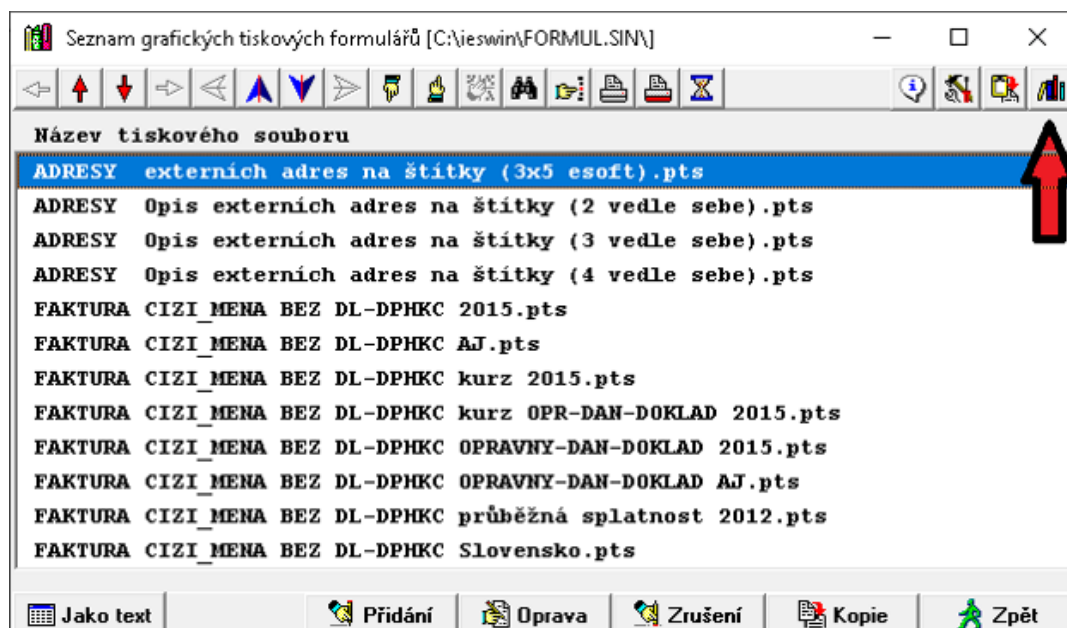 Seznam grafických tiskových formulářů [C:\ieswin\FORMUL.SIN\]
Název tiskového souboru
ADRESY externích adres na štítky (3x5 esoft).pts
ADRESY Opis externích adres na štítky (2 vedle sebe).pts
ADRESY Opis externích adres na štítky (3 vedle sebe).pts
ADRESY Opis externích adres na štítky (4 vedle sebe).pts
FAKTURA CIZI_MENA BEZ DL-DPHKC 2015.pts
FAKTURA CIZI_MENA BEZ DL-DPHKC AJ.pts
FAKTURA CIZI_MENA BEZ DL-DPHKC kurz 2015.pts
FAKTURA CIZI_MENA BEZ DL-DPHKC kurz OPR-DAN-DOKLAD 2015.pts
FAKTURA CIZI_MENA BEZ DL-DPHKC OPRAVNY-DAN-DOKLAD 2015.pts
FAKTURA CIZI_MENA BEZ DL-DPHKC OPRAVNY-DAN-DOKLAD AJ.pts
FAKTURA CIZI_MENA BEZ DL-DPHKC průběžná splatnost 2012.pts
FAKTURA CIZI_MENA BEZ DL-DPHKC Slovensko.pts
Jako text Přidání Oprava Zrušení Kopie Zpět